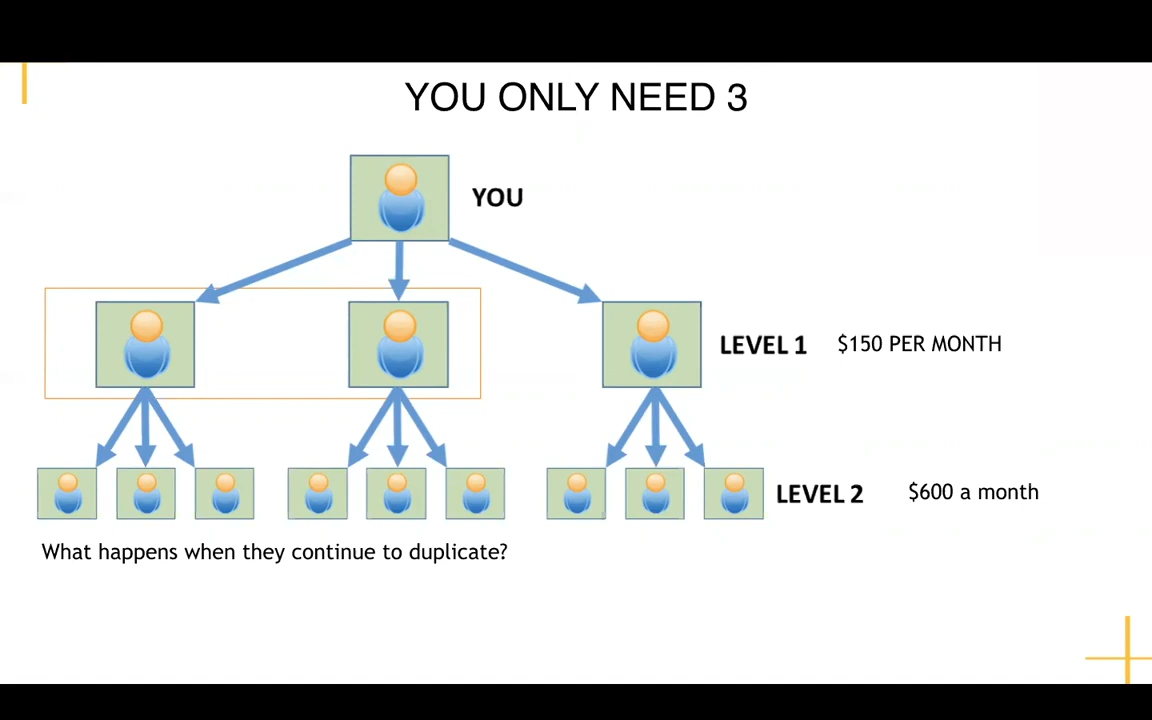 YOU ONLY NEED 3
YOU
LEVEL 1 $150 PER MONTH
LEVEL 2 $600 a month
What happens when they continue to duplicate?